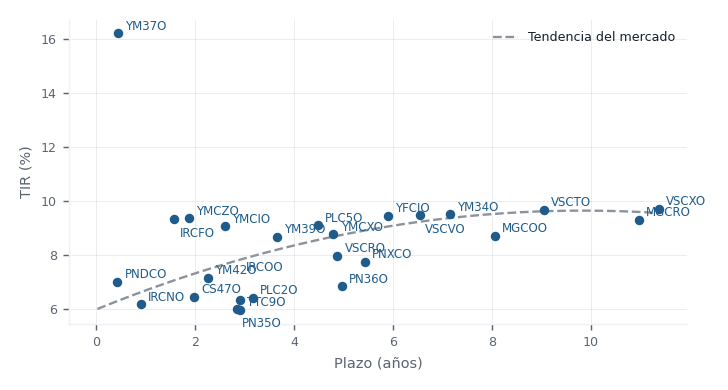 YM37O
Tendencia del mercado
16
14
12
10
8
6
TIR (%)
VSCXO
VSCTO
MSCRO
YMCZO
YFCIO
YM34O
YMCIO
PLC5O
IRCFO
YM39O
YMCXO
VSCVO
MGCOO
VSCRO
PNXCO
IRCOO
YM42O
PNDCO
PN36O
CS47O
PLC2O
IRCNO
TTC9O
PN35O
0
2
4
6
8
10
Plazo (años)